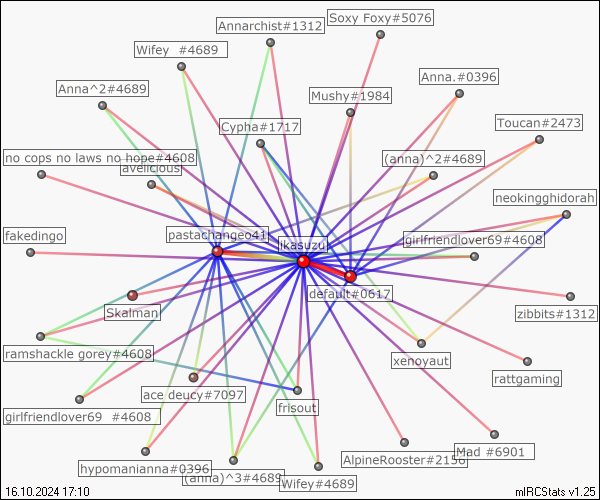 Soxy Foxy#5076
Annarchist#1312
Wifey  #4689
Anna.#0396
Anna^2#4689
Mushy#1984
Toucan#2473
Cypha#1717
no cops no laws no hope#4608
(anna)^2#4689
avelicious
neokingghidorah
pastachangeo41
fakedingo
jikasuzu
girlfriendlover69#4608
default#0617
Skalman
zibbits#1312
ramshackle gorey#4608
xenoyaut
rattgaming
ace deucy#7097
frisout
girlfriendlover69  #4608
Mad #6901
AlpineRooster#2150
hypomanianna#0396
(anna)^3#4689
Wifey#4689
16.10.2024 17:10
mIRCStats v1.25